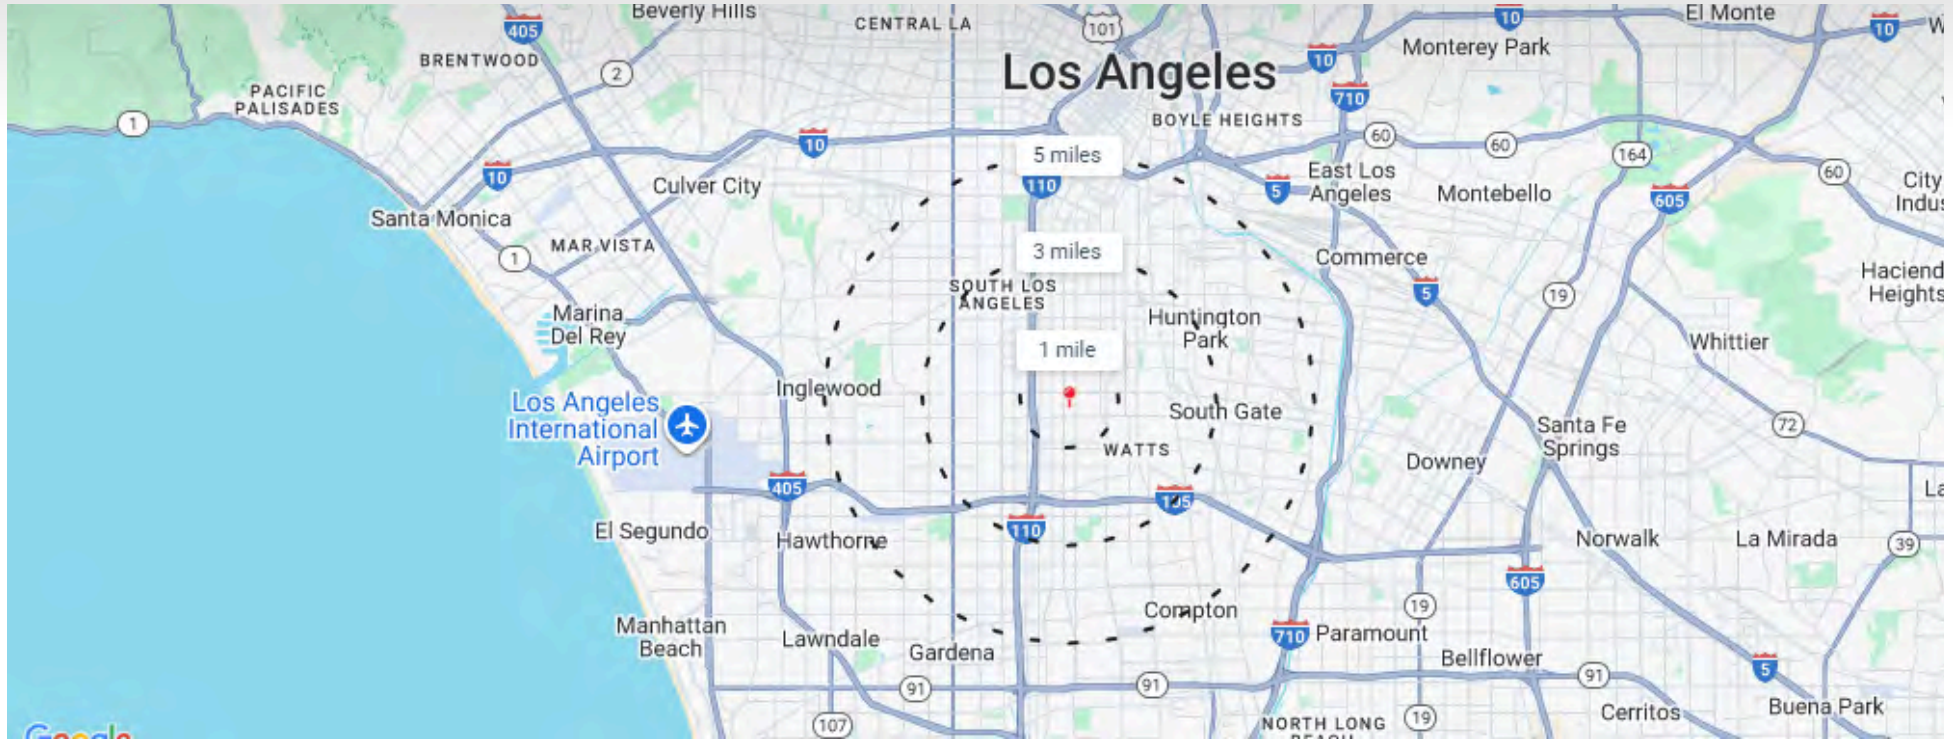 Beverly Hills
405
CENTRAL LA
101
10
El Monte
10
W
BRENTWOOD
2
Los Angeles
10
Monterey Park
PACIFIC
PALISADES
710
1
BOYLE HEIGHTS
60
60
10
5 miles
164
10
Culver City
110
5
East Los
Angeles
Montebello
605
60
City
Indus
Santa Monica
MAR VISTA
1
3 miles
Commerce
SOUTH LOS
ANGELES
5
19
Haciend
Heights
Marina
Del Rey
Huntington
Park
1 mile
Whittier
Inglewood
Los Angeles
International
Airport
South Gate
WATTS
Santa Fe
Springs
72
Downey
405
105
La
El Segundo
Hawthorne
110
Norwalk
La Mirada
39
605
Compton
19
Manhattan
Beach
Lawndale
Gardena
710
Paramount
Bellflower
91
91
91
5
107
NORTH LONG
BEACH
19
Cerritos
Buena Park
Google